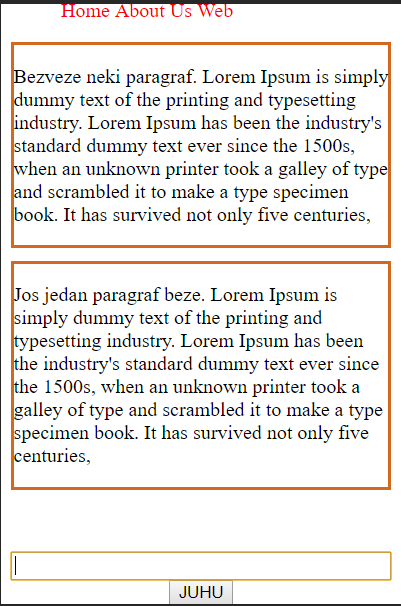 Home About Us Web
Bezveze neki paragraf. Lorem Ipsum is simply
dummy text of the printing and typesetting
industry. Lorem Ipsum has been the industry's
standard dummy text ever since the 1500s,
when an unknown printer took a galley of type
and scrambled it to make a type specimen
book. It has survived not only five centuries,
Jos jedan paragraf beze. Lorem Ipsum is
simply dummy text of the printing and
typesetting industry. Lorem Ipsum has been
the industry's standard dummy text ever since
the 1500s, when an unknown printer took a
galley of type and scrambled it to make a type
specimen book. It has survived not only five
centuries,
JUHU